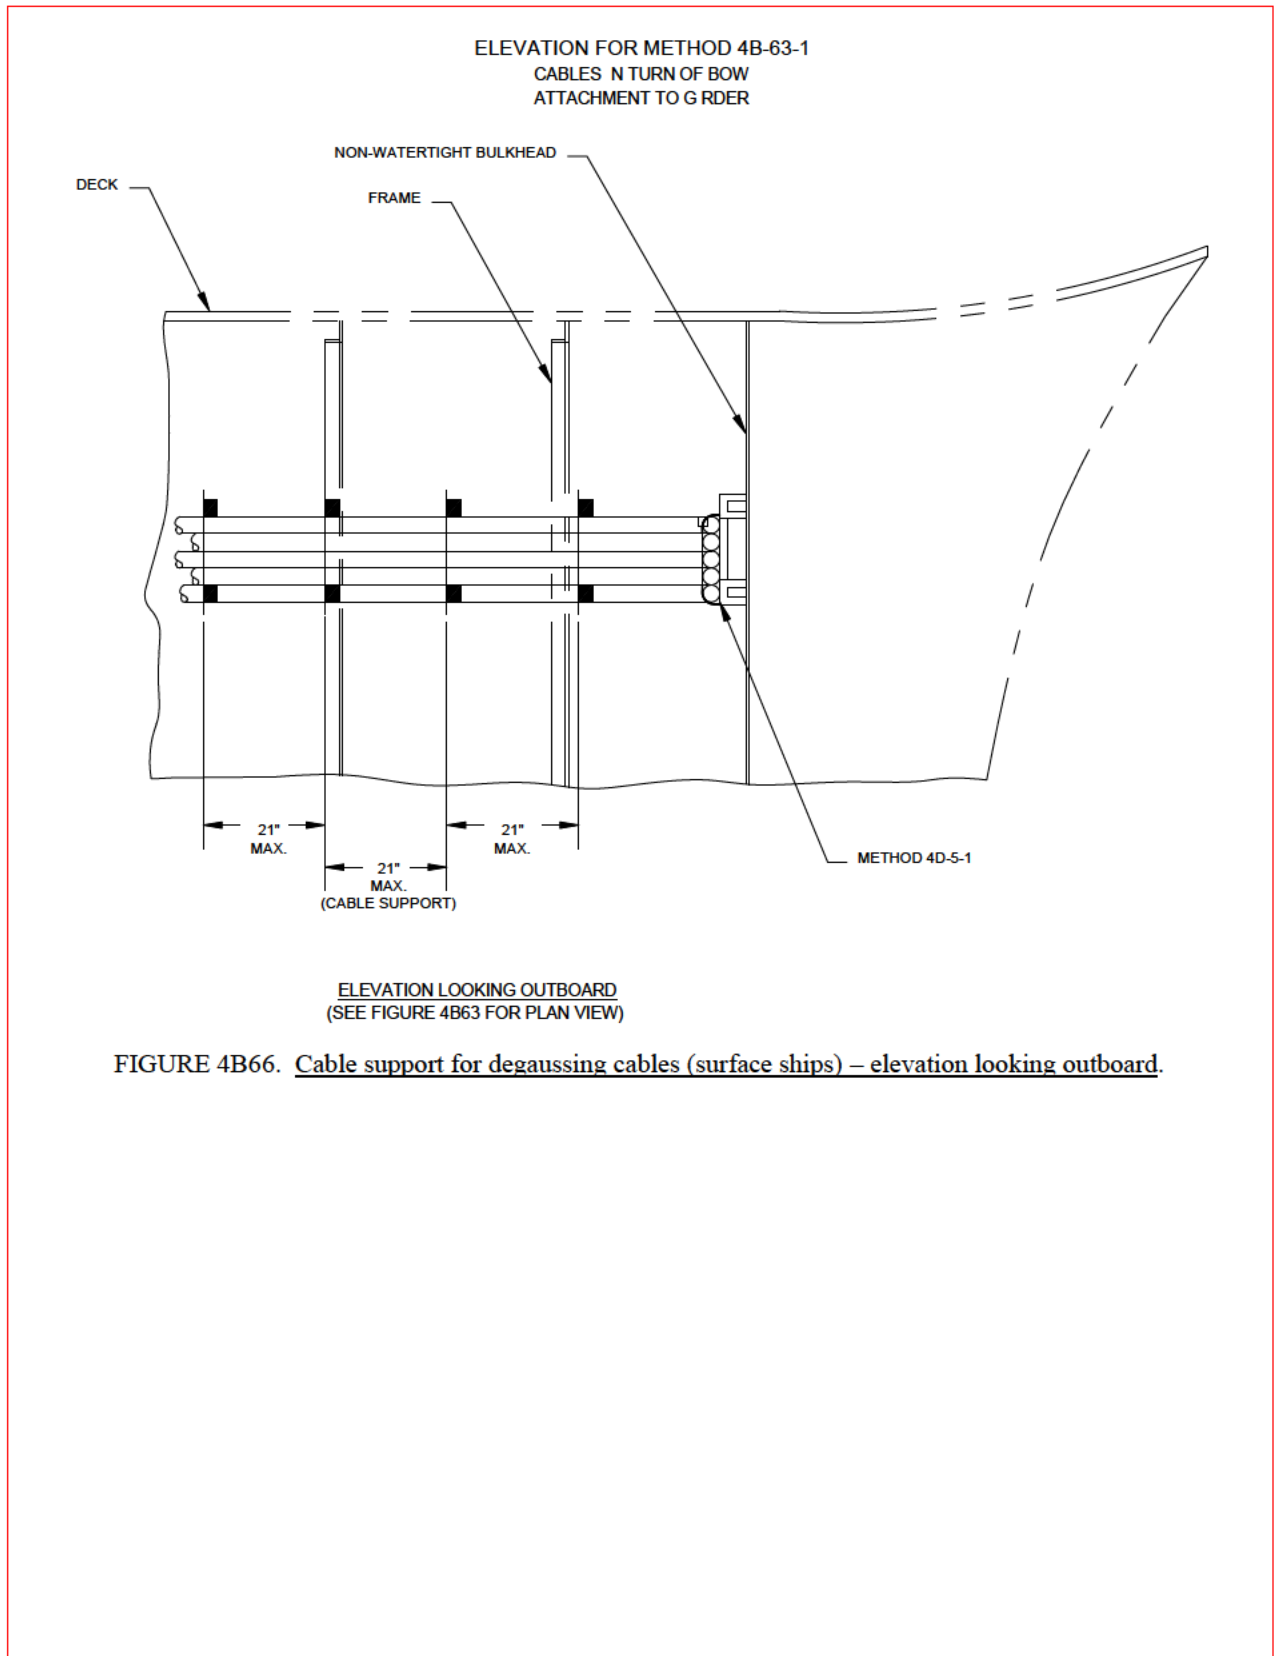 ELEVATION FOR METHOD 4B-63-1
CABLES N TURN OF BOW
ATTACHMENT TO G RDER
NON-WATERTIGHT BULKHEAD
DECK
FRAME
21"
MAX.
21"
MAX.
21"
MAX.
(CABLE SUPPORT)
METHOD 4D-5-1
ELEVATION LOOKING OUTBOARD
(SEE FIGURE 4B63 FOR PLAN VIEW)
FIGURE 4B66. Cable support for degaussing cables (surface ships) – elevation looking outboard.